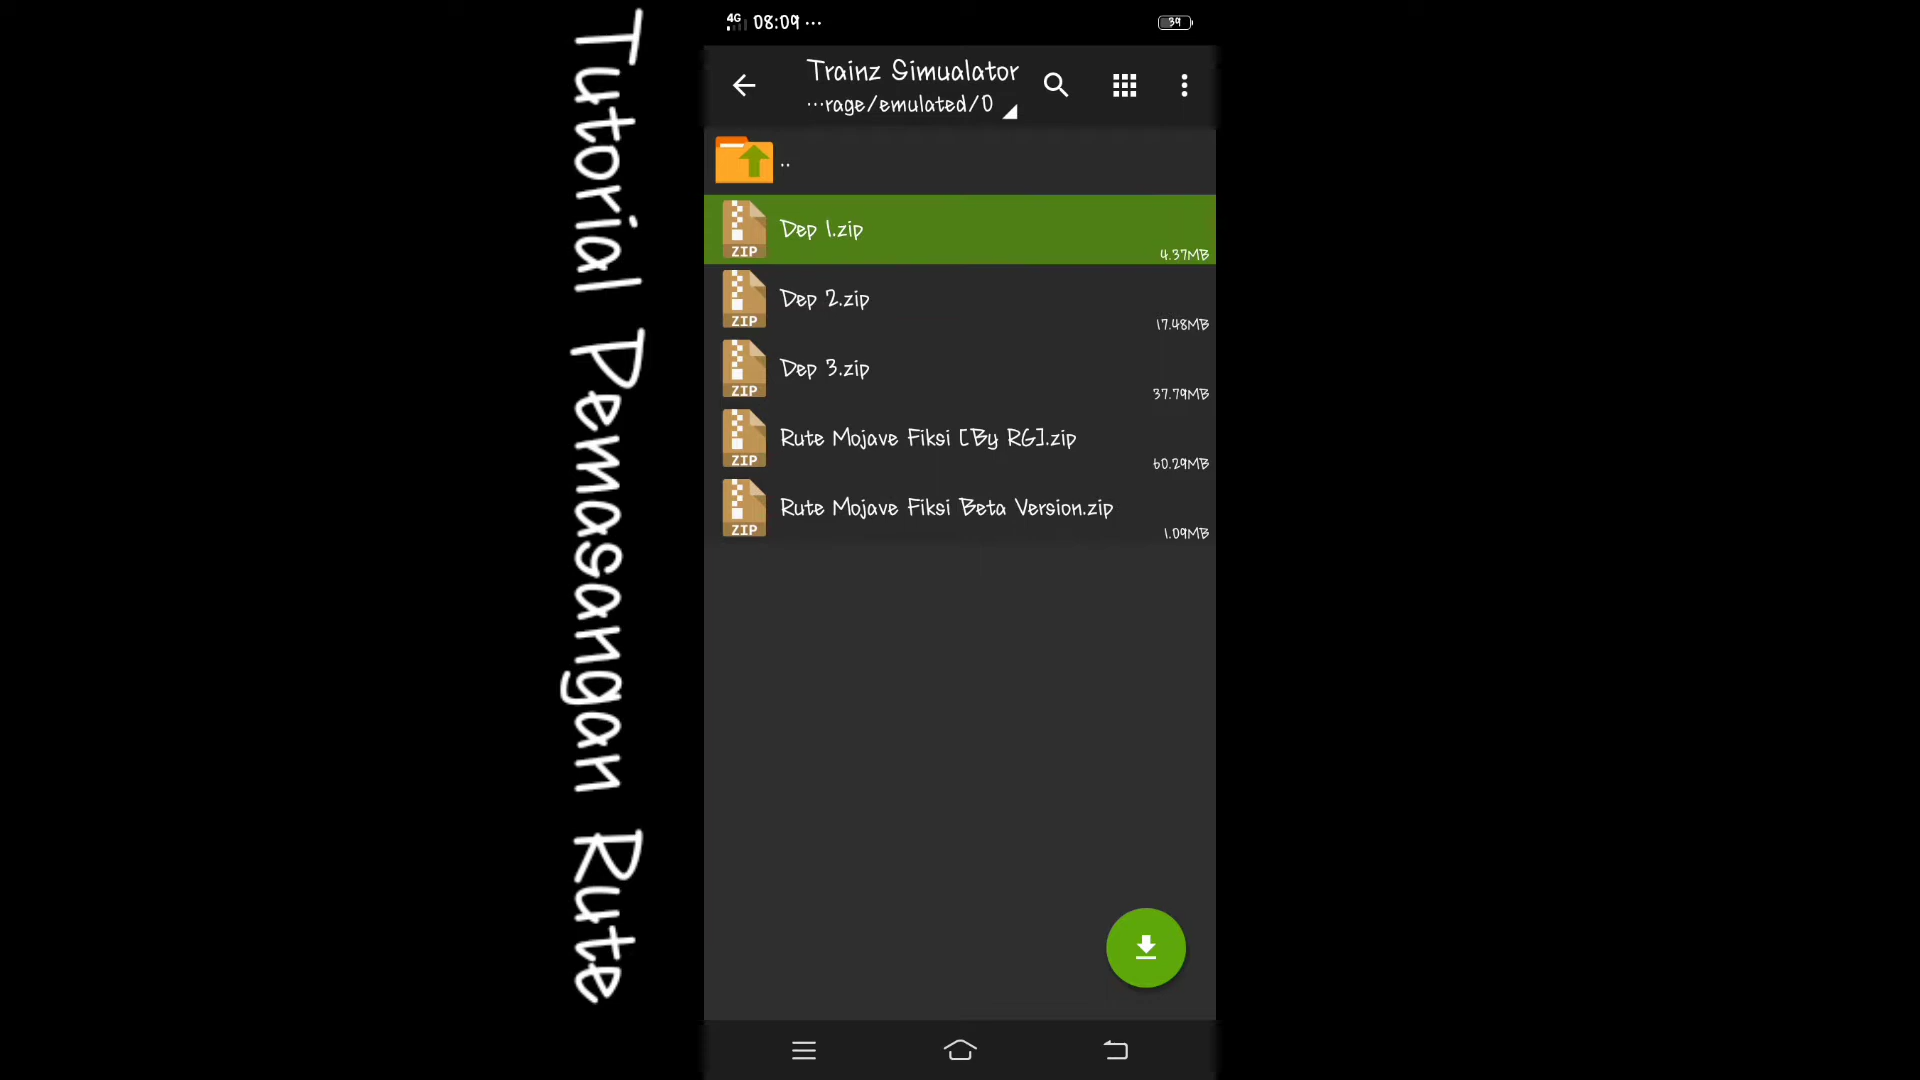 Tutorial Pemasangan Rute
4G 08:09 ...
39
Trainz Simualator
...rage/emulated/0
..
ZIP Dep 1.zip
4.37MB
ZIP Dep 2.zip
17.48MB
ZIP Dep 3.zip
37.79MB
ZIP Rute Mojave Fiksi [By RG].zip
60.29MB
ZIP Rute Mojave Fiksi Beta Version.zip
1.09MB